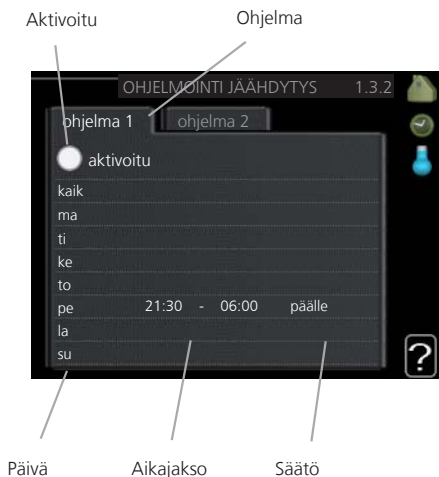 Aktivoitu Ohjelma
OHJELMOINTI JÄÄHDYTYS 1.3.2
ohjelma 1 ohjelma 2
aktivoitu
kaik
ma
ti
ke
to
pe 21:30 - 06:00 päälle
la
su
?
Päivä Aikajakso Säätö